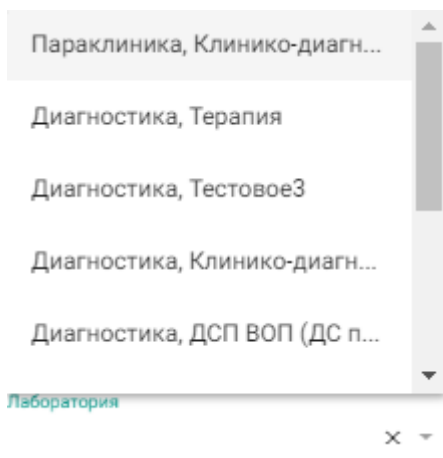 Параклиника, Клинико-диагн...
Диагностика, Терапия
Диагностика, Тестовое3
Диагностика, Клинико-диагн...
Диагностика, ДСП ВОП (ДС п...
Лаборатория